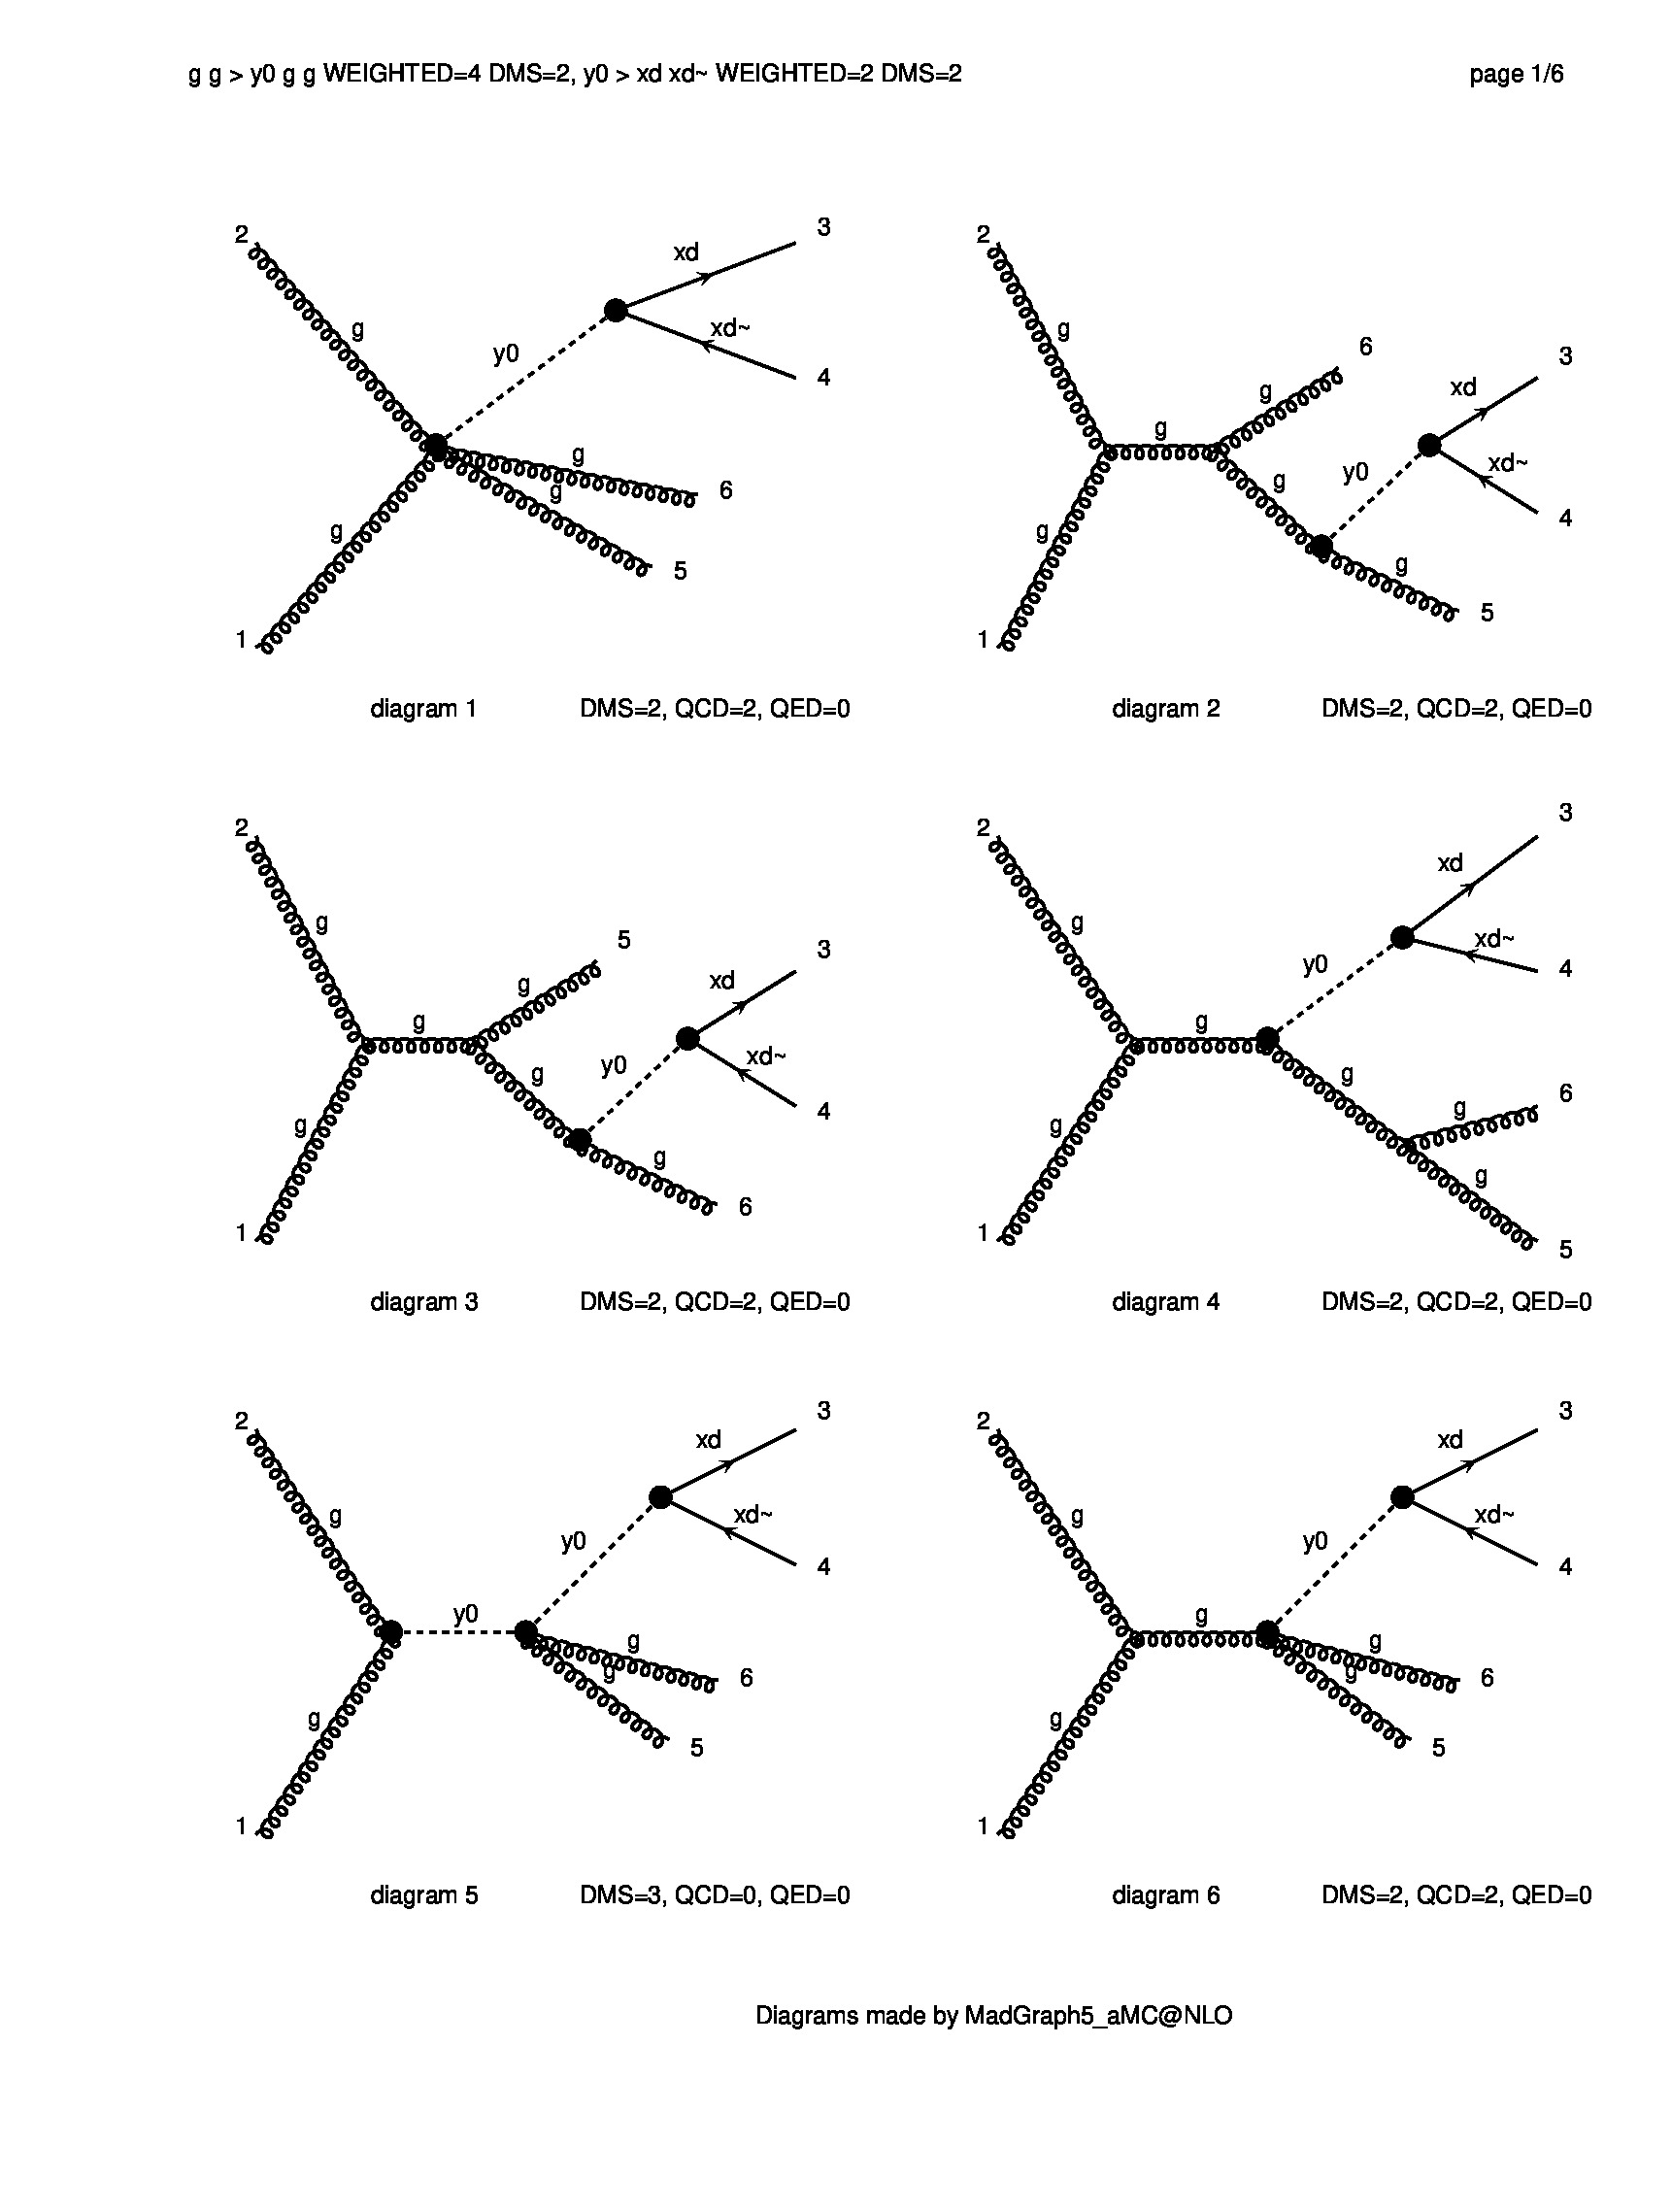 g g > y0 g g WEIGHTED=4 DMS=2, y0 > xd xd~ WEIGHTED=2 DMS=2
page 1/6
2
g
y0
xd
3
xd~
4
g
6
g
5
g
1
diagram 1
DMS=2, QCD=2, QED=0
2
g
g
g
6
xd
3
xd~
4
y0
g
g
5
g
1
diagram 2
DMS=2, QCD=2, QED=0
2
g
g
g
5
xd
3
xd~
4
y0
g
g
6
g
1
diagram 3
DMS=2, QCD=2, QED=0
2
g
g
y0
xd
3
xd~
4
g
g
6
g
5
g
1
diagram 4
DMS=2, QCD=2, QED=0
2
g
y0
y0
xd
3
xd~
4
g
6
g
5
g
1
diagram 5
DMS=3, QCD=0, QED=0
2
g
g
y0
xd
3
xd~
4
g
6
g
5
g
1
diagram 6
DMS=2, QCD=2, QED=0
Diagrams made by MadGraph5_aMC@NLO